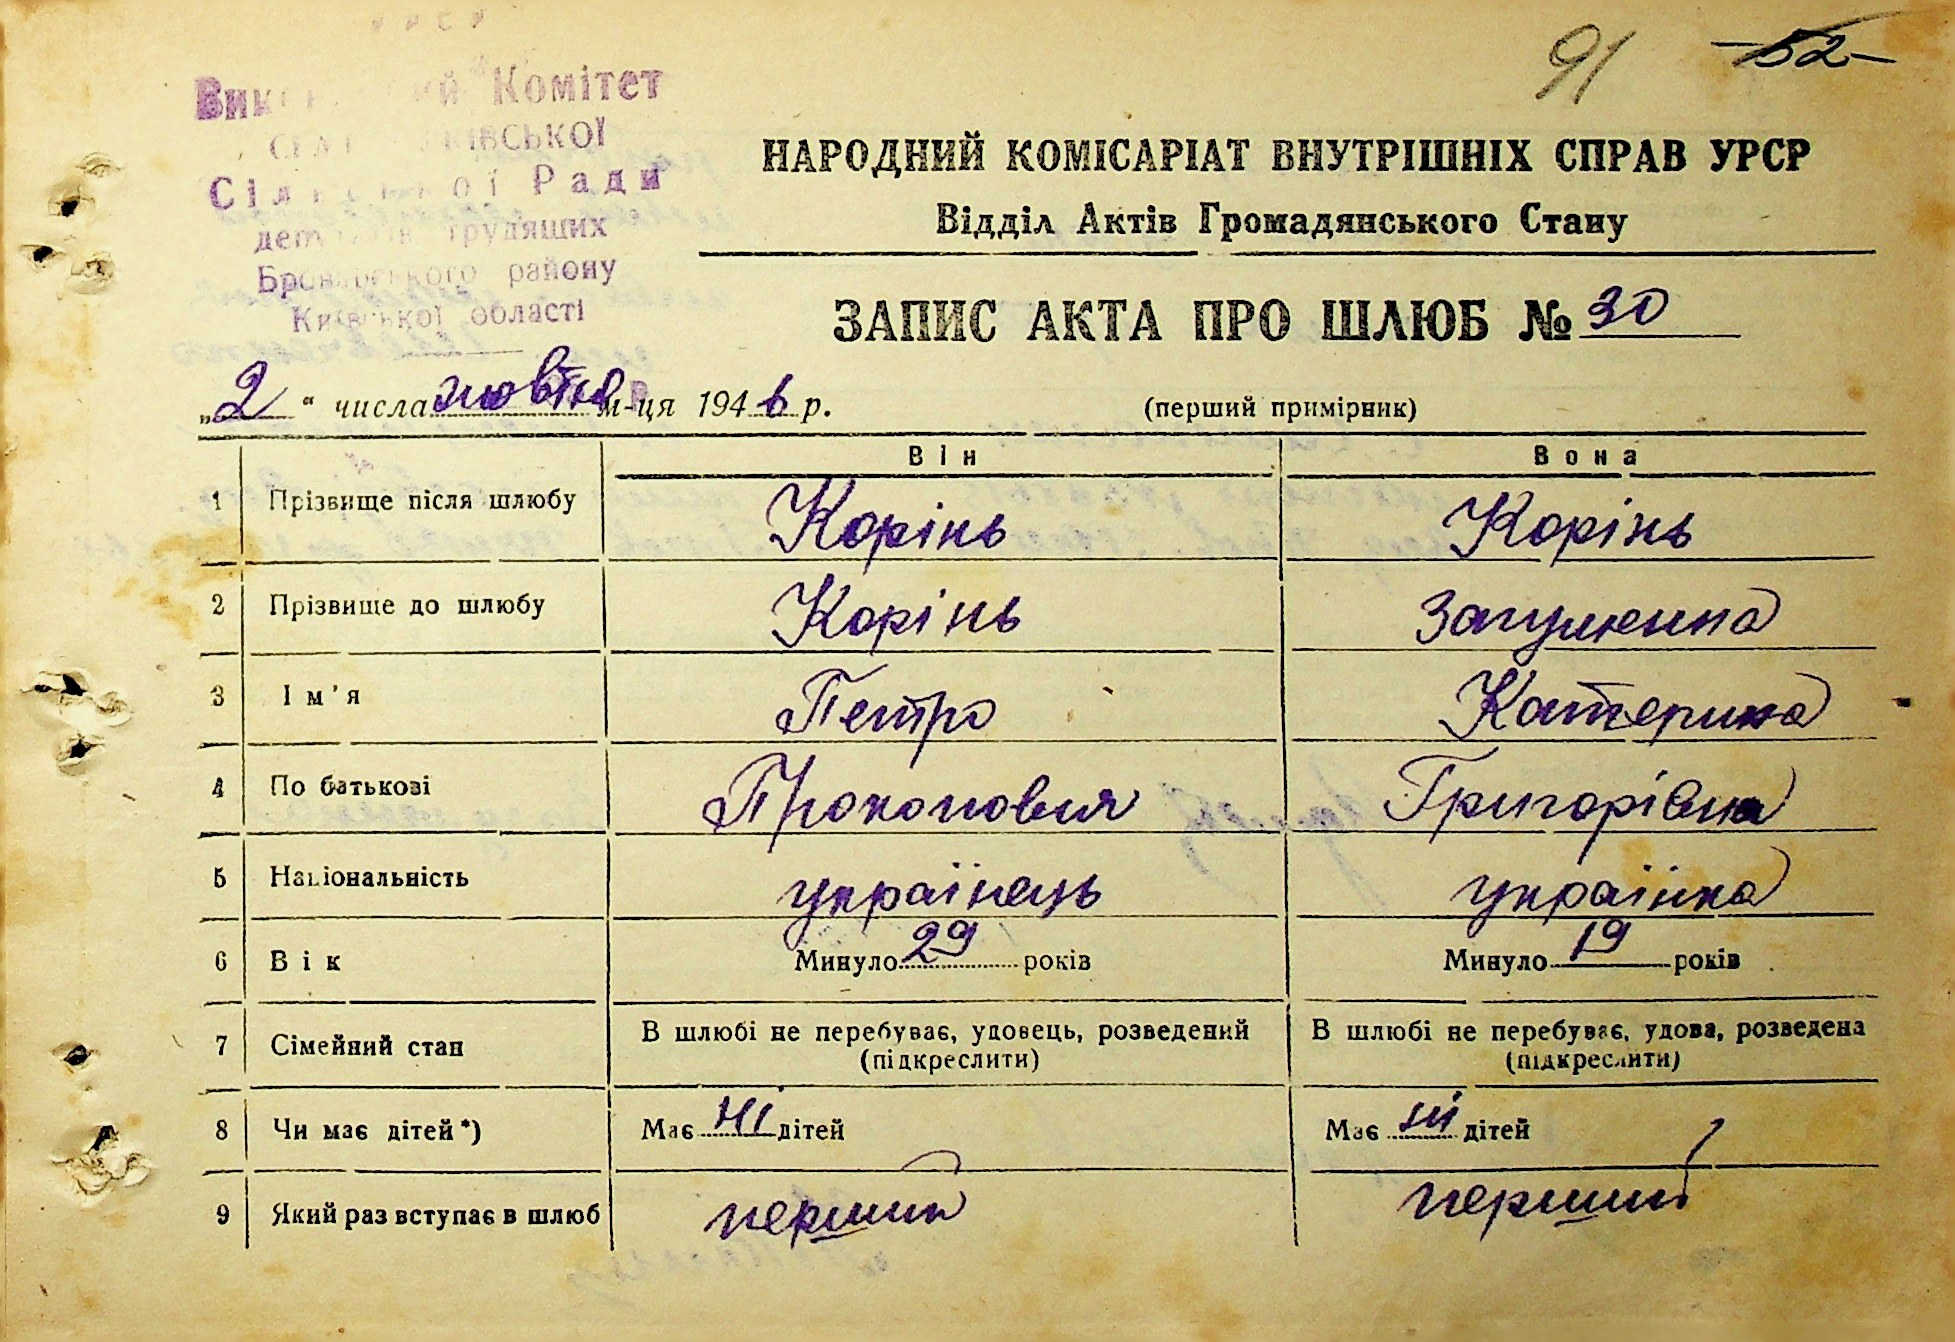 91 -52-
Комітет
Ради
трудящих
Броварського району
Київської області
НАРОДНИЙ КОМІСАРІАТ ВНУТРІШНІХ СПРАВ УРСР
Відділ Актів Громадянського Стану
ЗАПИС АКТА ПРО ШЛЮБ № 30
„2“ числа жовтня м-ця 1946 р. (перший примірник)
Він Вона
1 Прізвище після шлюбу Корінь Корінь
2 Прізвище до шлюбу Корінь Загуменна
3 Ім'я Петро Катерина
4 По батькові Прокопович Григорівна
5 Національність українець українка
6 Вік Минуло 29 років Минуло 19 років
7 Сімейний стан В шлюбі не перебуває, удовець, розведений В шлюбі не перебуває, удова, розведена
(підкреслити) (підкреслити)
8 Чи має дітей*) Має ні дітей Має ні дітей
9 Який раз вступає в шлюб перший перший